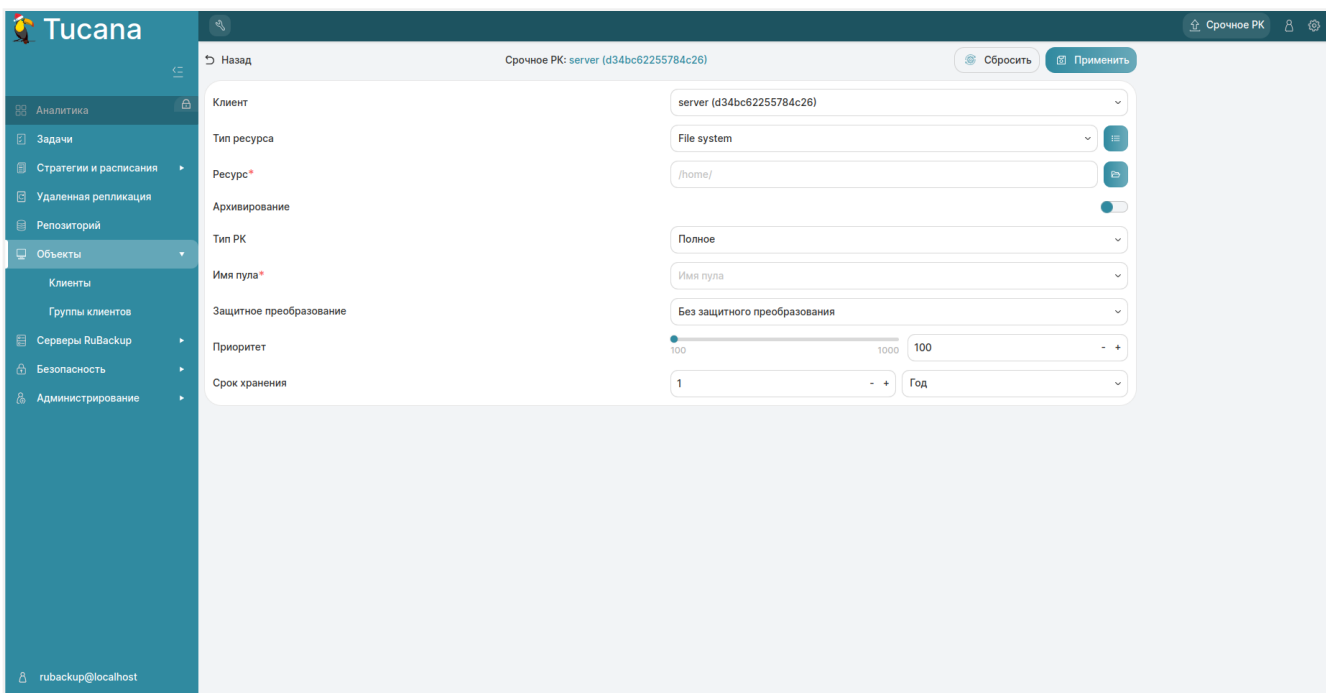 Tucana
Срочное РК
Назад
Срочное РК: server (d34bc62255784c26)
Сбросить
Применить
Аналитика
Задачи
Стратегии и расписания
Удаленная репликация
Репозиторий
Объекты
Клиенты
Группы клиентов
Серверы RuBackup
Безопасность
Администрирование
rubackup@localhost
Клиент
server (d34bc62255784c26)
Тип ресурса
File system
Ресурс*
/home/
Архивирование
Тип РК
Полное
Имя пула*
Имя пула
Защитное преобразование
Без защитного преобразования
Приоритет
100
1000
100
- +
Срок хранения
1
- +
Год